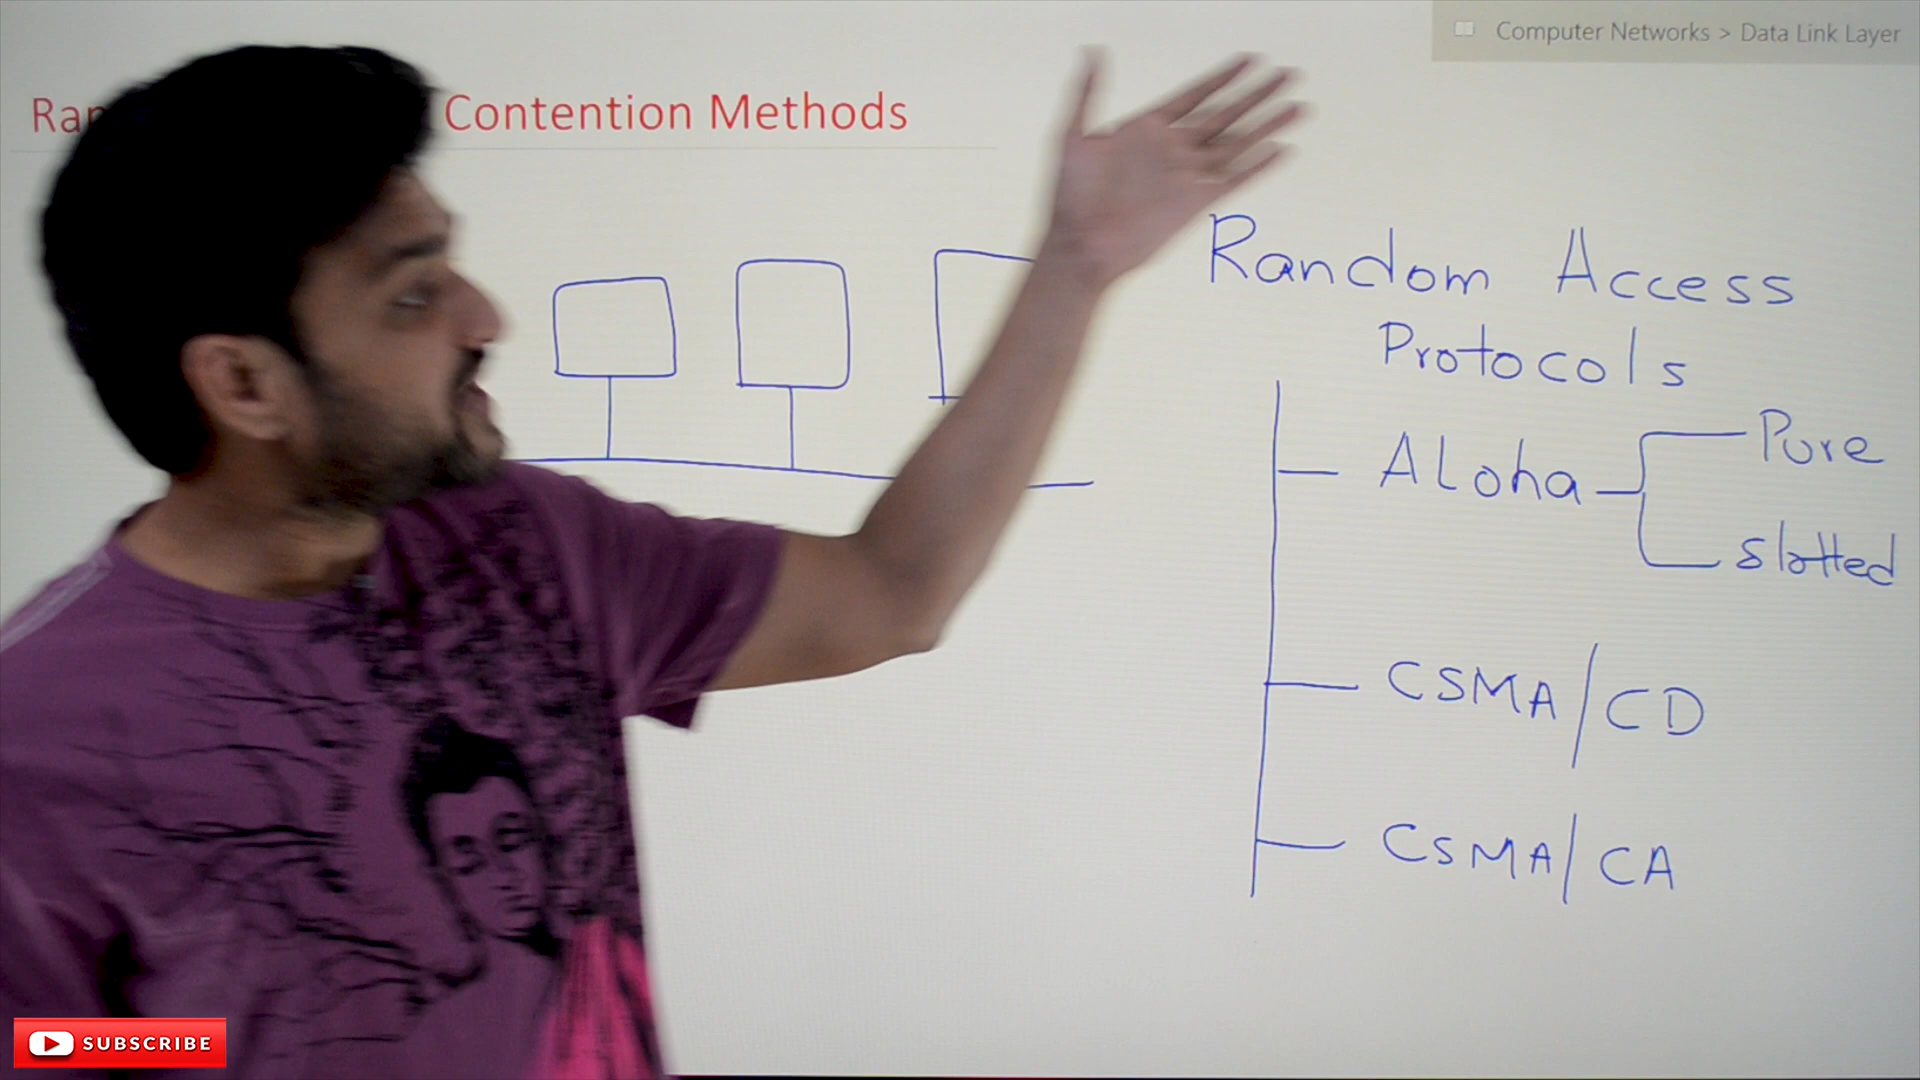 Computer Networks > Data Link Layer
Contention Methods
Random Access
Protocols
ALoha
Pure
slotted
CSMA/CD
CSMA/CA
SUBSCRIBE